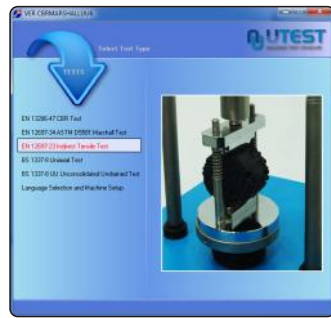 VER CBRMARSHALLUUR
UTEST
Select Test Type
TESTS
EN 13286-47 CBR Test
EN 12697-34 ASTM D5581 Marshall Test
EN 12697-23 Indirect Tensile Test
BS 1377-8 Uniaxial Test
BS 1377-8 UU Unconsolidated Undrained Test
Language Selection and Machine Setup